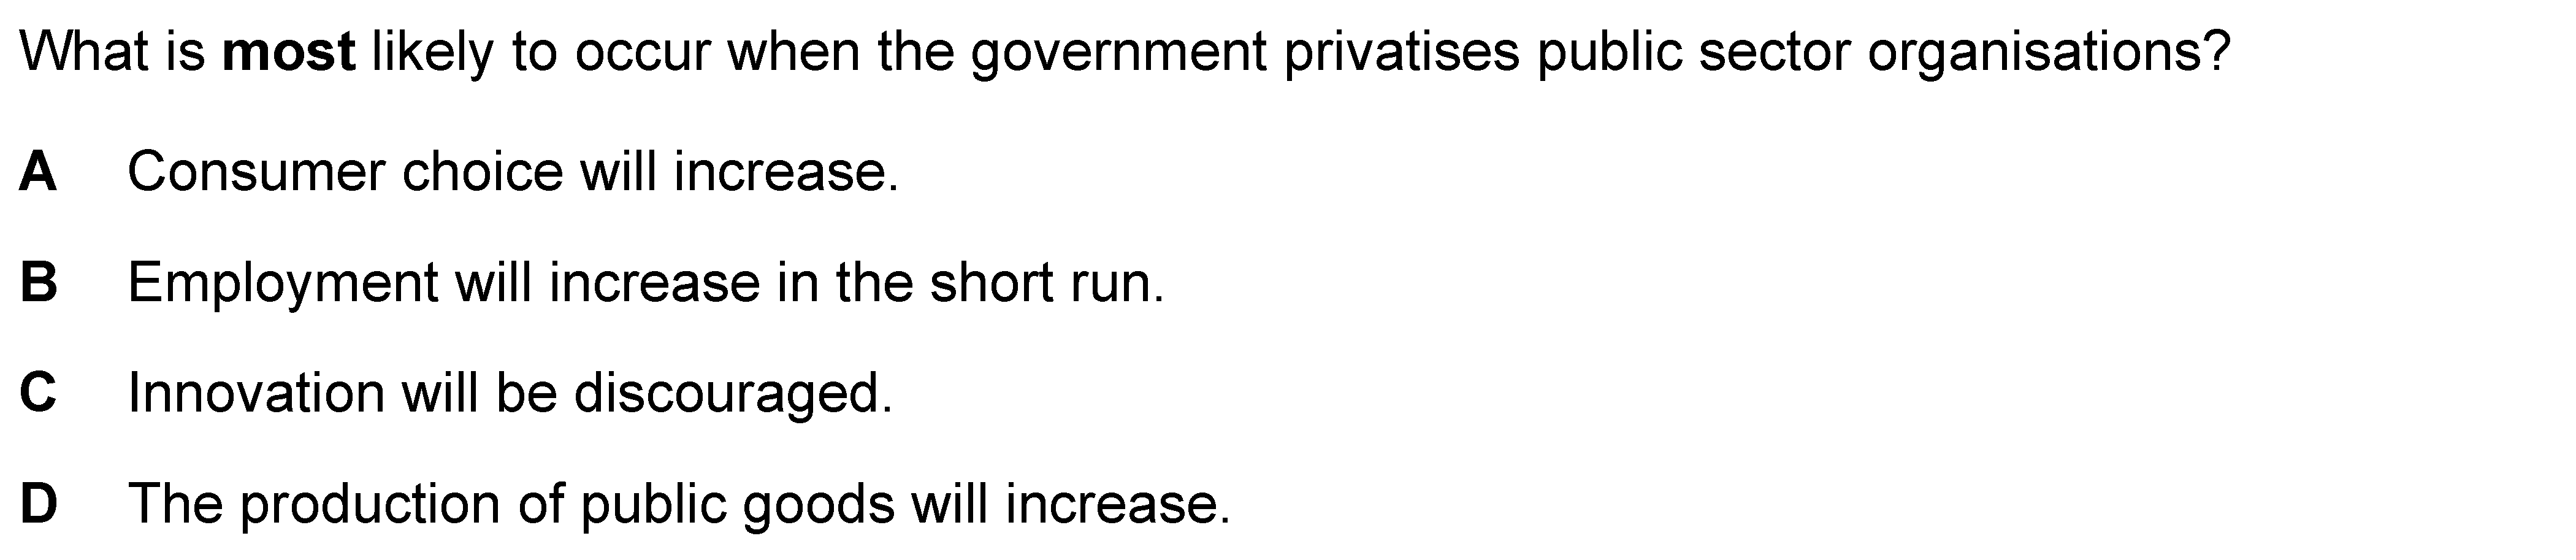 What is most likely to occur when the government privatises public sector organisations?
A Consumer choice will increase.
B Employment will increase in the short run.
C Innovation will be discouraged.
D The production of public goods will increase.